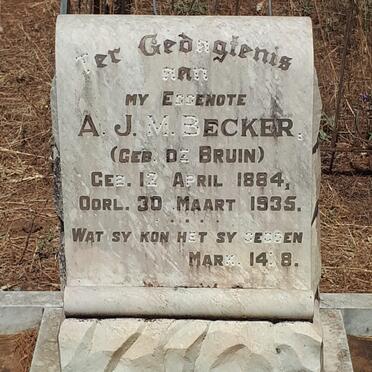 Ter Gedagtenis
aan
MY EGGENOTE
A. J. M. BECKER,
(GEB. DE BRUIN)
GEB. 12 APRIL 1884,
OORL. 30 MAART 1935.
WAT SY KON HET SY GEDOEN
MARK. 14:8.